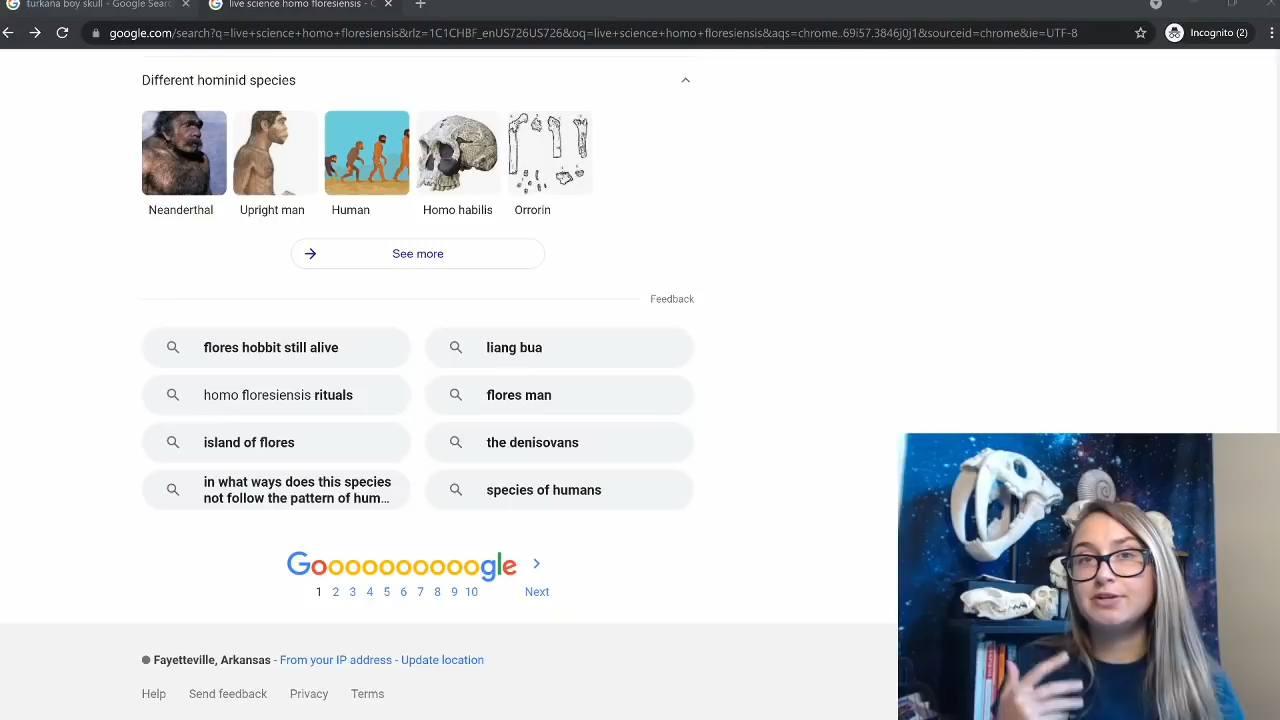 turkana boy skull - Google Sear
live science homo floresiensis - G
google.com/search?q=live+science+homo+floresiensis&rlz=1C1CHBF_enUS726US726&oq=live+science+homo+floresiensis&aqs=chrome..69i57.3846j0j1&sourceid=chrome&ie=UTF-8
Incognito (2)
Different hominid species
Neanderthal
Upright man
Human
Homo habilis
Orrorin
See more
Feedback
flores hobbit still alive
liang bua
homo floresiensis rituals
flores man
island of flores
the denisovans
in what ways does this species
not follow the pattern of hum...
species of humans
Goooooooooogle
1 2 3 4 5 6 7 8 9 10 Next
Fayetteville, Arkansas - From your IP address - Update location
Help Send feedback Privacy Terms